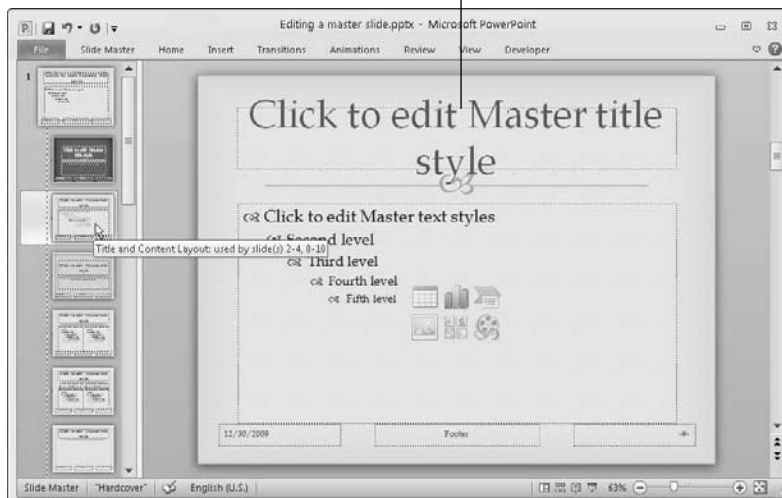 Editing a master slide.pptx - Microsoft PowerPoint
File Slide Master Home Insert Transitions Animations Review View Developer
1
Click to edit Master title
style
Click to edit Master text styles
Second level
Third level
Fourth level
Fifth level
Title and Content Layout: used by slide(s) 2-4, 8-10
12/30/2009 Footer ‹#›
Slide Master "Hardcover" English (U.S.) 63%